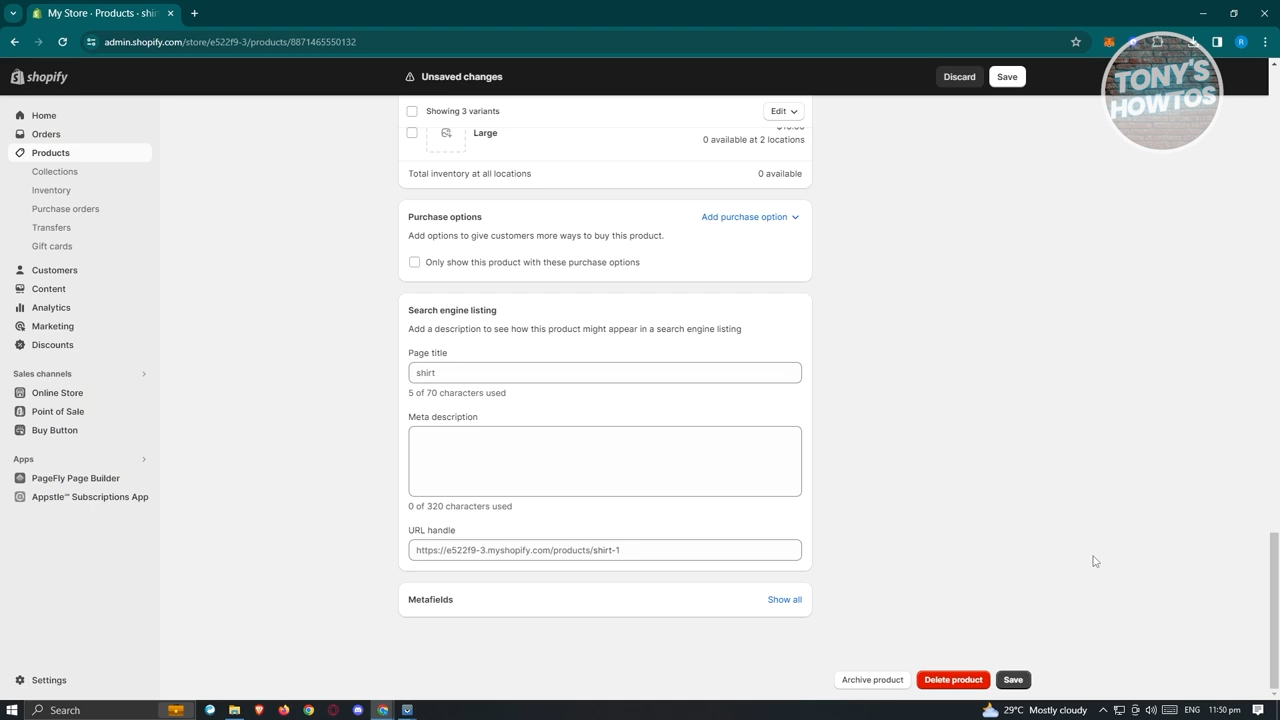 My Store · Products · shir
admin.shopify.com/store/e522f9-3/products/8871465550132
R
shopify
Unsaved changes
Discard
Save
TONY'S
HOWTOS
Home
Orders
Products
Collections
Inventory
Purchase orders
Transfers
Gift cards
Customers
Content
Analytics
Marketing
Discounts
Sales channels
Online Store
Point of Sale
Buy Button
Apps
PageFly Page Builder
Appstle℠ Subscriptions App
Settings
Showing 3 variants
Edit
Large
0 available at 2 locations
Total inventory at all locations
0 available
Purchase options
Add purchase option
Add options to give customers more ways to buy this product.
Only show this product with these purchase options
Search engine listing
Add a description to see how this product might appear in a search engine listing
Page title
shirt
5 of 70 characters used
Meta description
0 of 320 characters used
URL handle
https://e522f9-3.myshopify.com/products/shirt-1
Metafields
Show all
Archive product
Delete product
Save
Search
29°C Mostly cloudy
ENG
11:50 pm